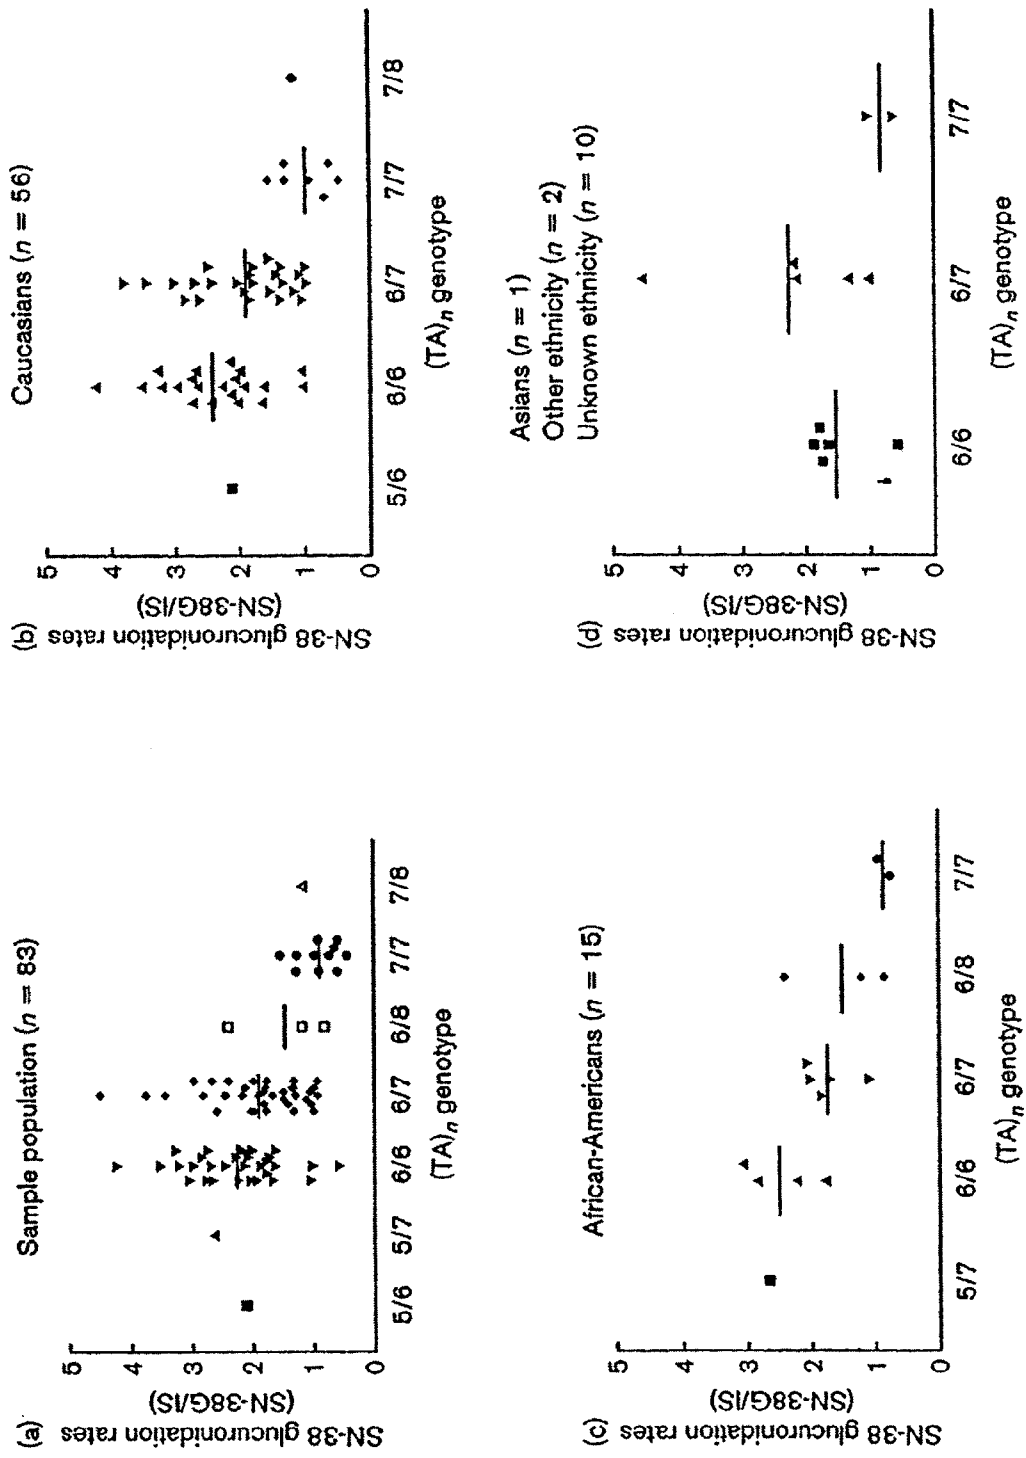 (a)
Sample population (n = 83)
SN-38 glucuronidation rates
(SN-38G/IS)
5
4
3
2
1
0
5/6 5/7 6/6 6/7 6/8 7/7 7/8
(TA)n genotype
(b)
Caucasians (n = 56)
SN-38 glucuronidation rates
(SN-38G/IS)
5
4
3
2
1
0
5/6 6/6 6/7 7/7 7/8
(TA)n genotype
(c)
African-Americans (n = 15)
SN-38 glucuronidation rates
(SN-38G/IS)
5
4
3
2
1
0
5/7 6/6 6/7 6/8 7/7
(TA)n genotype
(d)
Asians (n = 1)
Other ethnicity (n = 2)
Unknown ethnicity (n = 10)
SN-38 glucuronidation rates
(SN-38G/IS)
5
4
3
2
1
0
6/6 6/7 7/7
(TA)n genotype